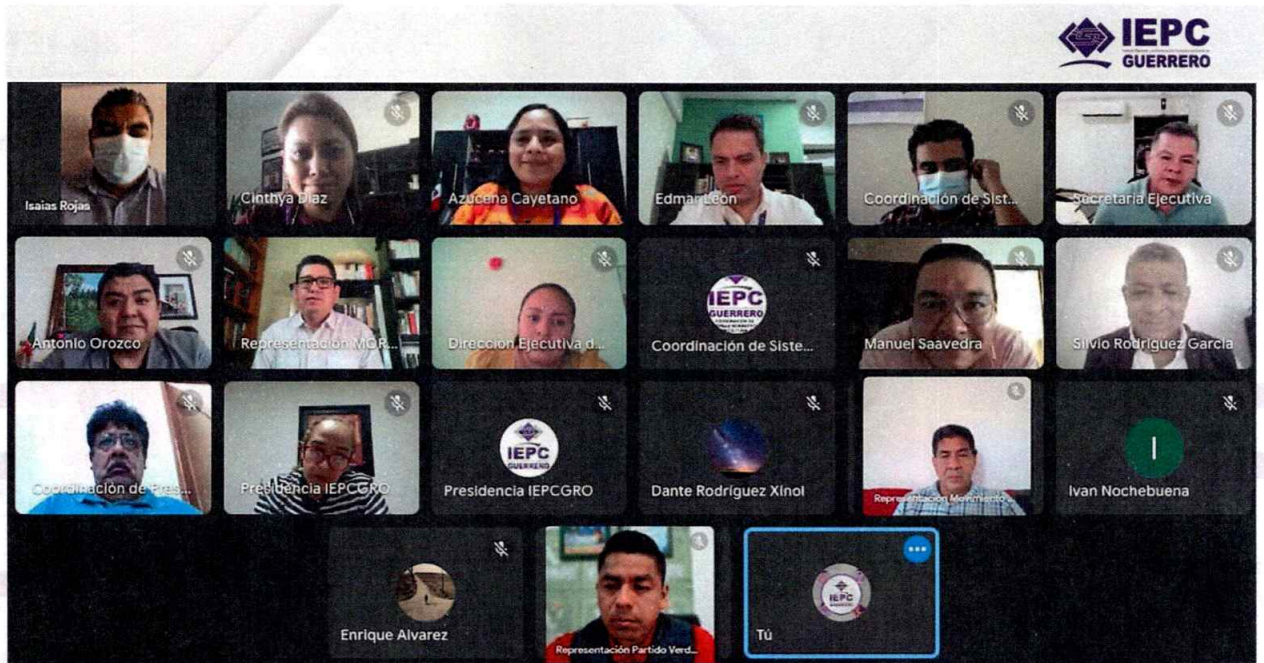 IEPC
GUERRERO
Isaias Rojas
Cinthya Diaz
Azucena Cayetano
Edmar León
Coordinación de Sist...
Secretaria Ejecutiva
Antonio Orozco
Representación MOR...
Dirección Ejecutiva d...
IEPC
GUERRERO
Coordinación de Siste...
Manuel Saavedra
Silvio Rodríguez García
Coordinación de Pres...
Presidencia IEPCGRO
IEPC
GUERRERO
Presidencia IEPCGRO
Dante Rodríguez XInol
Representación Movimiento
I
Ivan Nochebuena
Enrique Alvarez
Representación Partido Verd...
IEPC
Tú